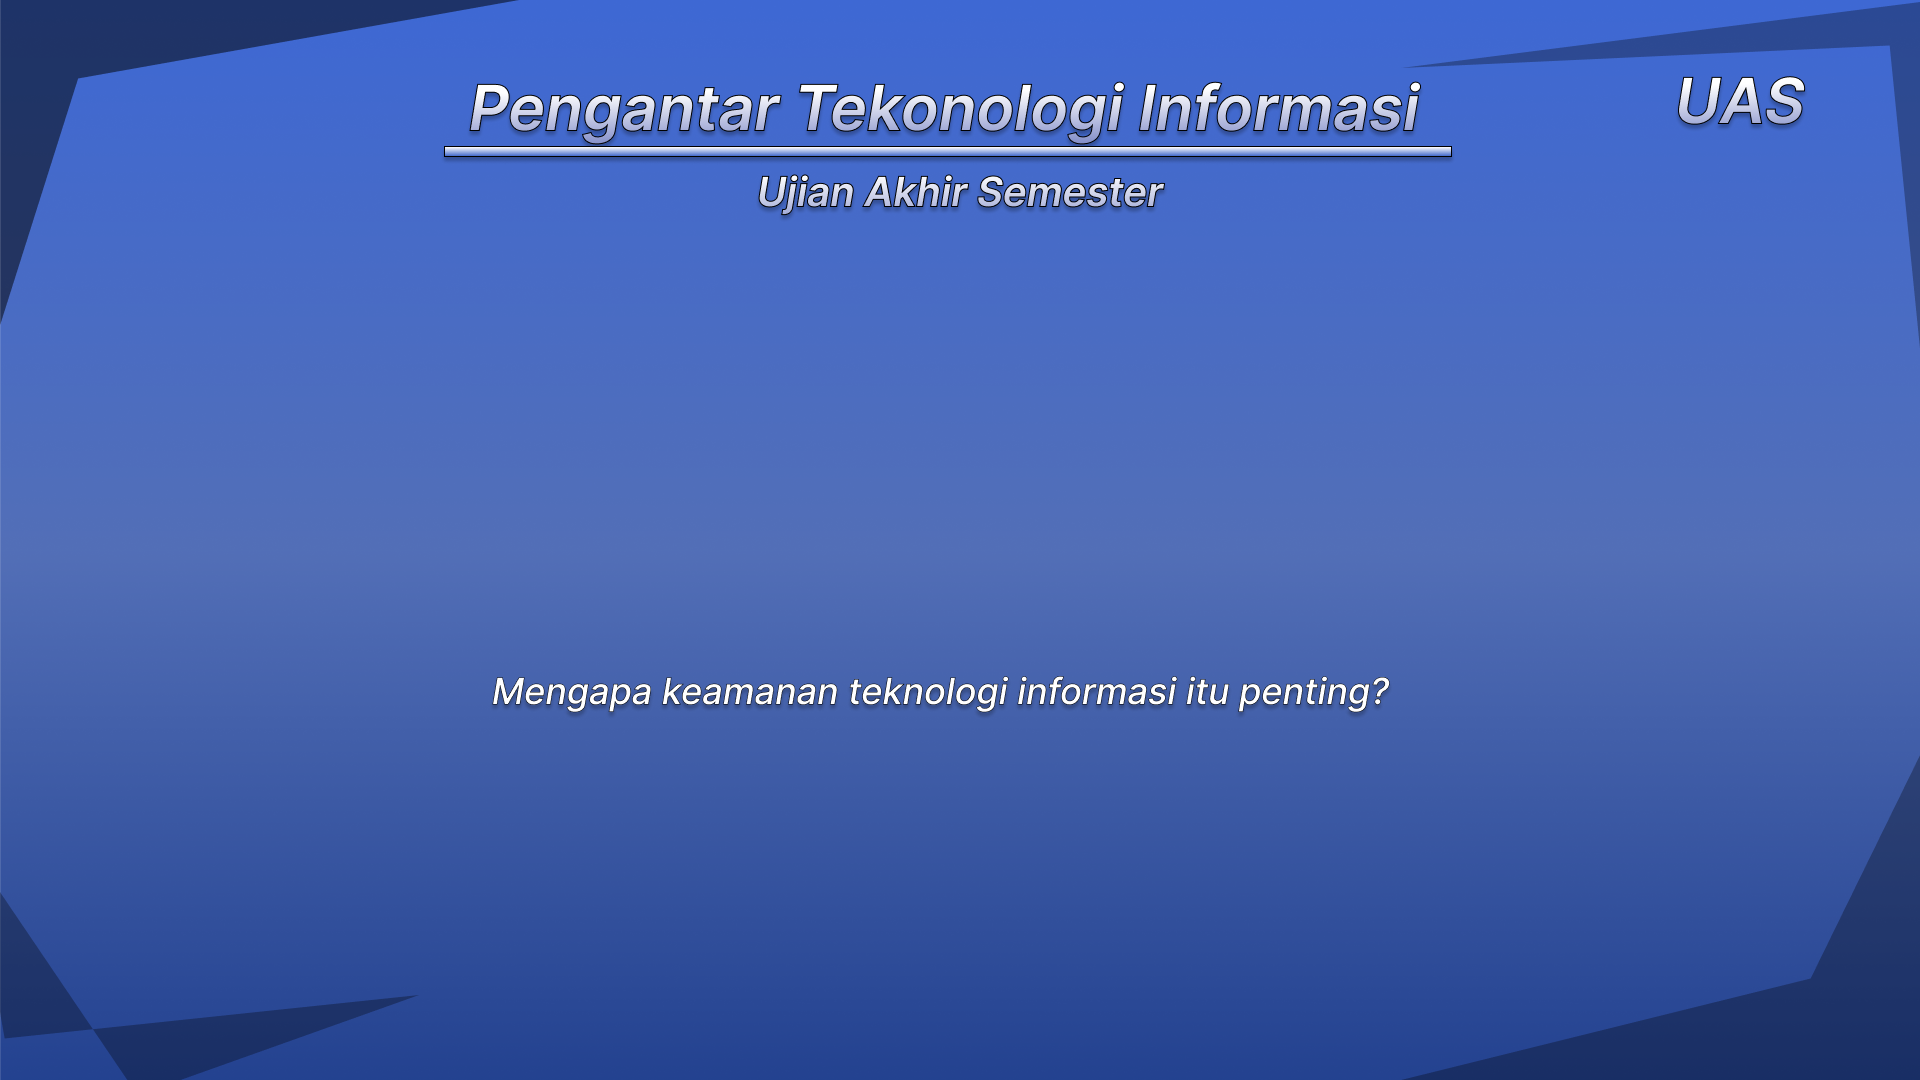 Pengantar Tekonologi Informasi
UAS
Ujian Akhir Semester
Mengapa keamanan teknologi informasi itu penting?